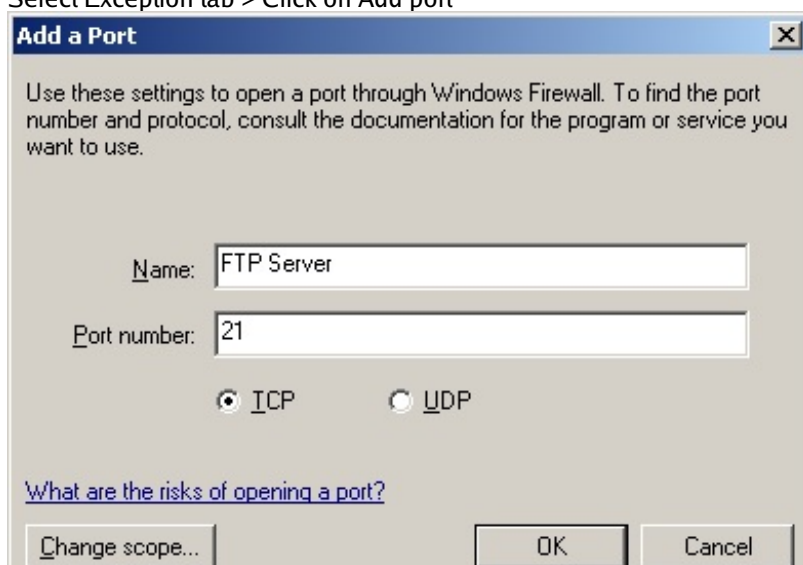 Select Exception tab > Click on Add port
Add a Port
Use these settings to open a port through Windows Firewall. To find the port
number and protocol, consult the documentation for the program or service you
want to use.
Name: FTP Server
Port number: 21
TCP UDP
What are the risks of opening a port?
Change scope... OK Cancel